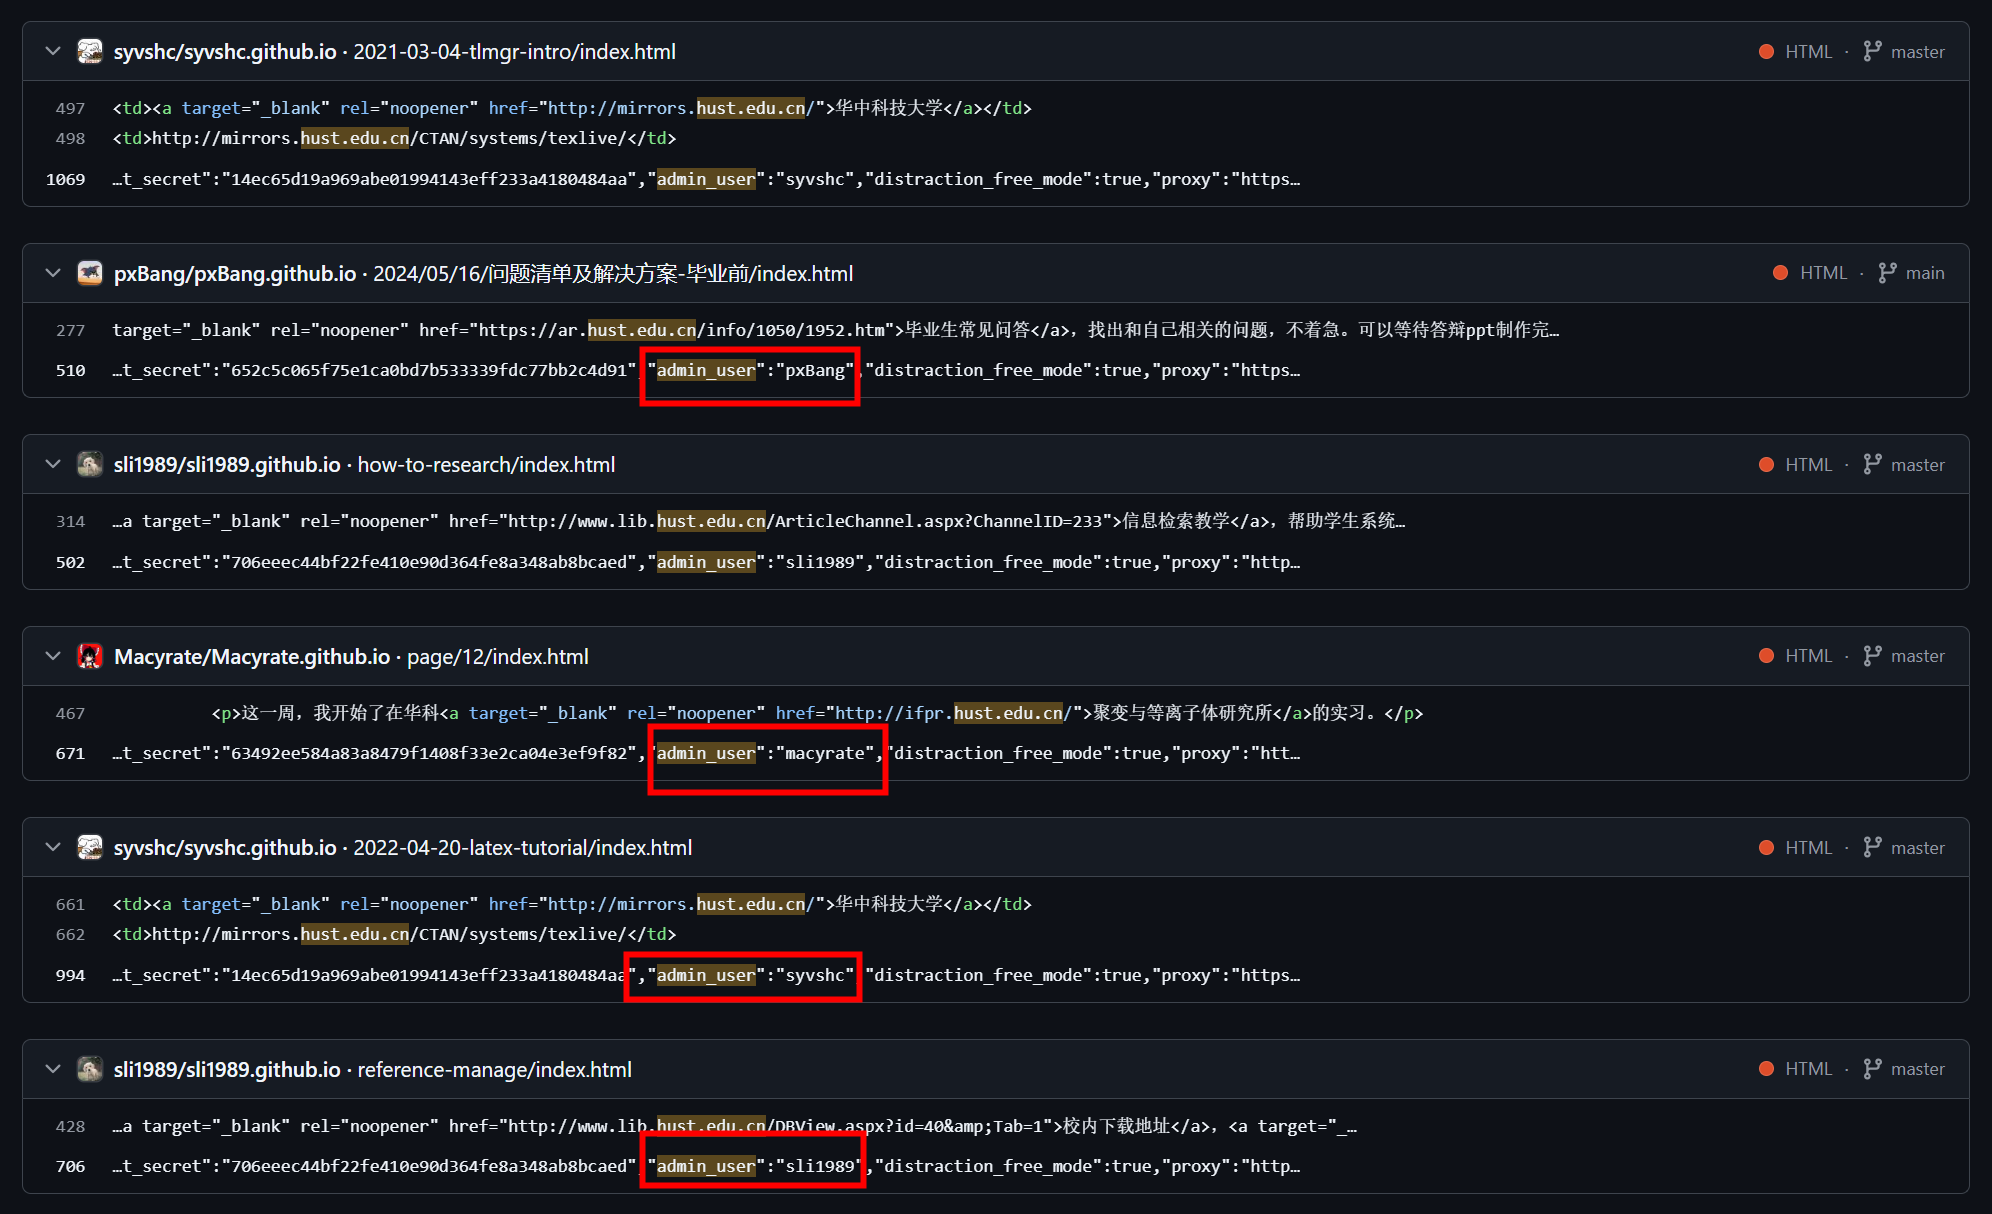 syvshc/syvshc.github.io · 2021-03-04-tlmgr-intro/index.html HTML · master
497 <td><a target="_blank" rel="noopener" href="http://mirrors.hust.edu.cn/">华中科技大学</a></td>
498 <td>http://mirrors.hust.edu.cn/CTAN/systems/texlive/</td>
1069 …t_secret":"14ec65d19a969abe01994143eff233a4180484aa","admin_user":"syvshc","distraction_free_mode":true,"proxy":"https…
pxBang/pxBang.github.io · 2024/05/16/问题清单及解决方案-毕业前/index.html HTML · main
277 target="_blank" rel="noopener" href="https://ar.hust.edu.cn/info/1050/1952.htm">毕业生常见问答</a>，找出和自己相关的问题，不着急。可以等待答辩ppt制作完…
510 …t_secret":"652c5c065f75e1ca0bd7b533339fdc77bb2c4d91","admin_user":"pxBang","distraction_free_mode":true,"proxy":"https…
sli1989/sli1989.github.io · how-to-research/index.html HTML · master
314 …a target="_blank" rel="noopener" href="http://www.lib.hust.edu.cn/ArticleChannel.aspx?ChannelID=233">信息检索教学</a>，帮助学生系统…
502 …t_secret":"706eeec44bf22fe410e90d364fe8a348ab8bcaed","admin_user":"sli1989","distraction_free_mode":true,"proxy":"http…
Macyrate/Macyrate.github.io · page/12/index.html HTML · master
467 <p>这一周，我开始了在华科<a target="_blank" rel="noopener" href="http://ifpr.hust.edu.cn/">聚变与等离子体研究所</a>的实习。</p>
671 …t_secret":"63492ee584a83a8479f1408f33e2ca04e3ef9f82","admin_user":"macyrate","distraction_free_mode":true,"proxy":"htt…
syvshc/syvshc.github.io · 2022-04-20-latex-tutorial/index.html HTML · master
661 <td><a target="_blank" rel="noopener" href="http://mirrors.hust.edu.cn/">华中科技大学</a></td>
662 <td>http://mirrors.hust.edu.cn/CTAN/systems/texlive/</td>
994 …t_secret":"14ec65d19a969abe01994143eff233a4180484aa","admin_user":"syvshc","distraction_free_mode":true,"proxy":"https…
sli1989/sli1989.github.io · reference-manage/index.html HTML · master
428 …a target="_blank" rel="noopener" href="http://www.lib.hust.edu.cn/DBView.aspx?id=40&amp;Tab=1">校内下载地址</a>，<a target="_…
706 …t_secret":"706eeec44bf22fe410e90d364fe8a348ab8bcaed","admin_user":"sli1989","distraction_free_mode":true,"proxy":"http…